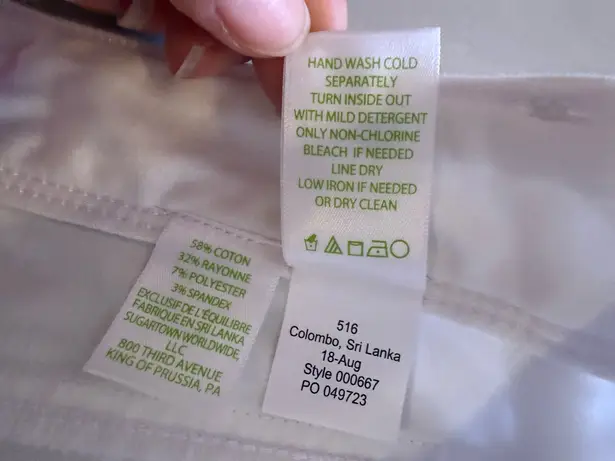 HAND WASH COLD
SEPARATELY
TURN INSIDE OUT
WITH MILD DETERGENT
ONLY NON-CHLORINE
BLEACH IF NEEDED
LINE DRY
LOW IRON IF NEEDED
OR DRY CLEAN
516
Colombo, Sri Lanka
18-Aug
Style 000667
PO 049723
58% COTON
32% RAYONNE
7% POLYESTER
3% SPANDEX
EXCLUSIF DE L'ÉQUILIBRE
FABRIQUE EN SRI LANKA
SUGARTOWN WORLDWIDE
LLC
800 THIRD AVENUE
KING OF PRUSSIA, PA